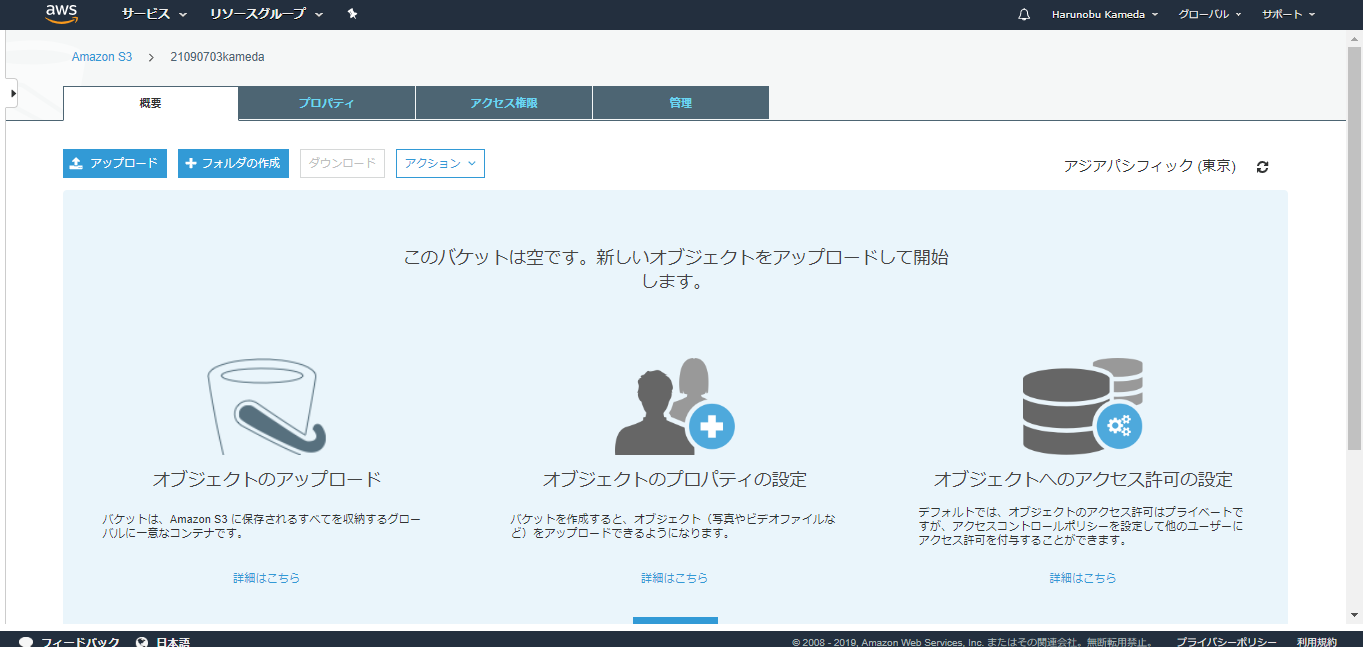 aws サービス リソースグループ Harunobu Kameda グローバル サポート
Amazon S3 21090703kameda
概要 プロパティ アクセス権限 管理
アップロード フォルダの作成 ダウンロード アクション アジアパシフィック (東京)
このバケットは空です。新しいオブジェクトをアップロードして開始
します。
オブジェクトのアップロード
バケットは、Amazon S3 に保存されるすべてを収納するグロー
バルに一意なコンテナです。
詳細はこちら
オブジェクトのプロパティの設定
バケットを作成すると、オブジェクト（写真やビデオファイルな
ど）をアップロードできるようになります。
詳細はこちら
オブジェクトへのアクセス許可の設定
デフォルトでは、オブジェクトのアクセス許可はプライベートで
すが、アクセスコントロールポリシーを設定して他のユーザーに
アクセス許可を付与することができます。
詳細はこちら
フィードバック 日本語 © 2008 - 2019, Amazon Web Services, Inc. またはその関連会社。無断転用禁止。 プライバシーポリシー 利用規約